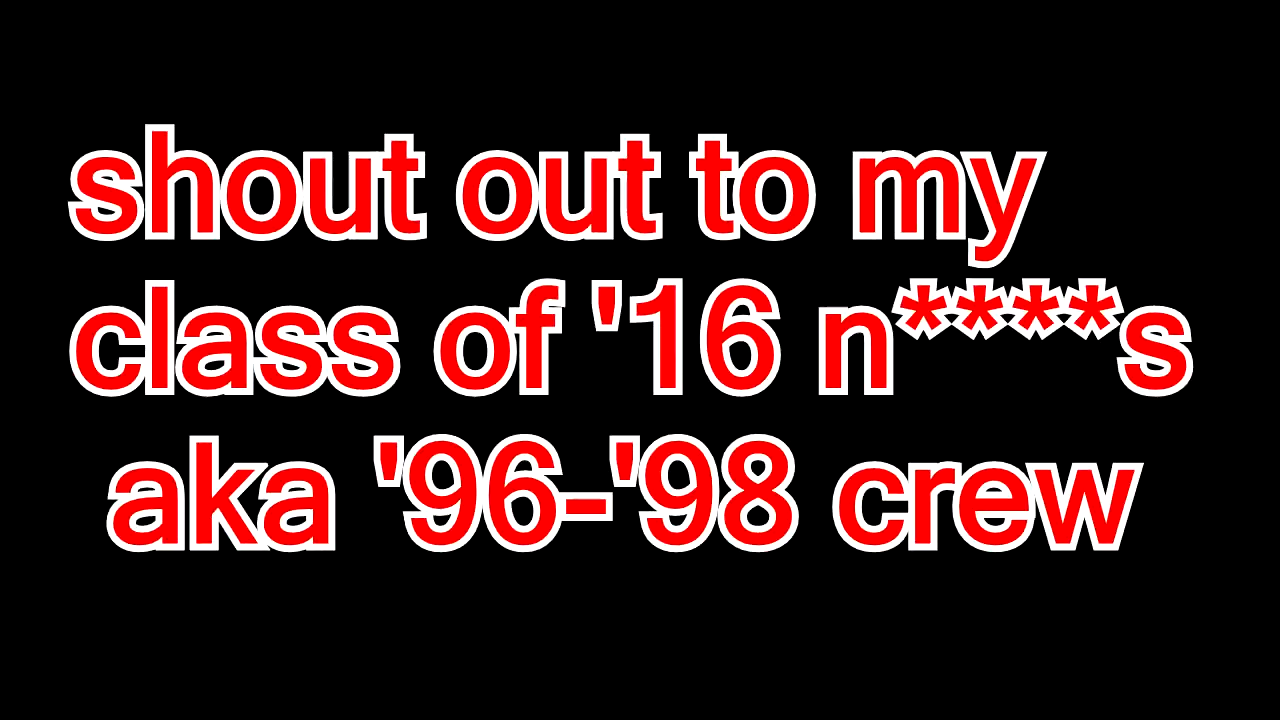 shout out to my
class of '16 n****s
aka '96-'98 crew